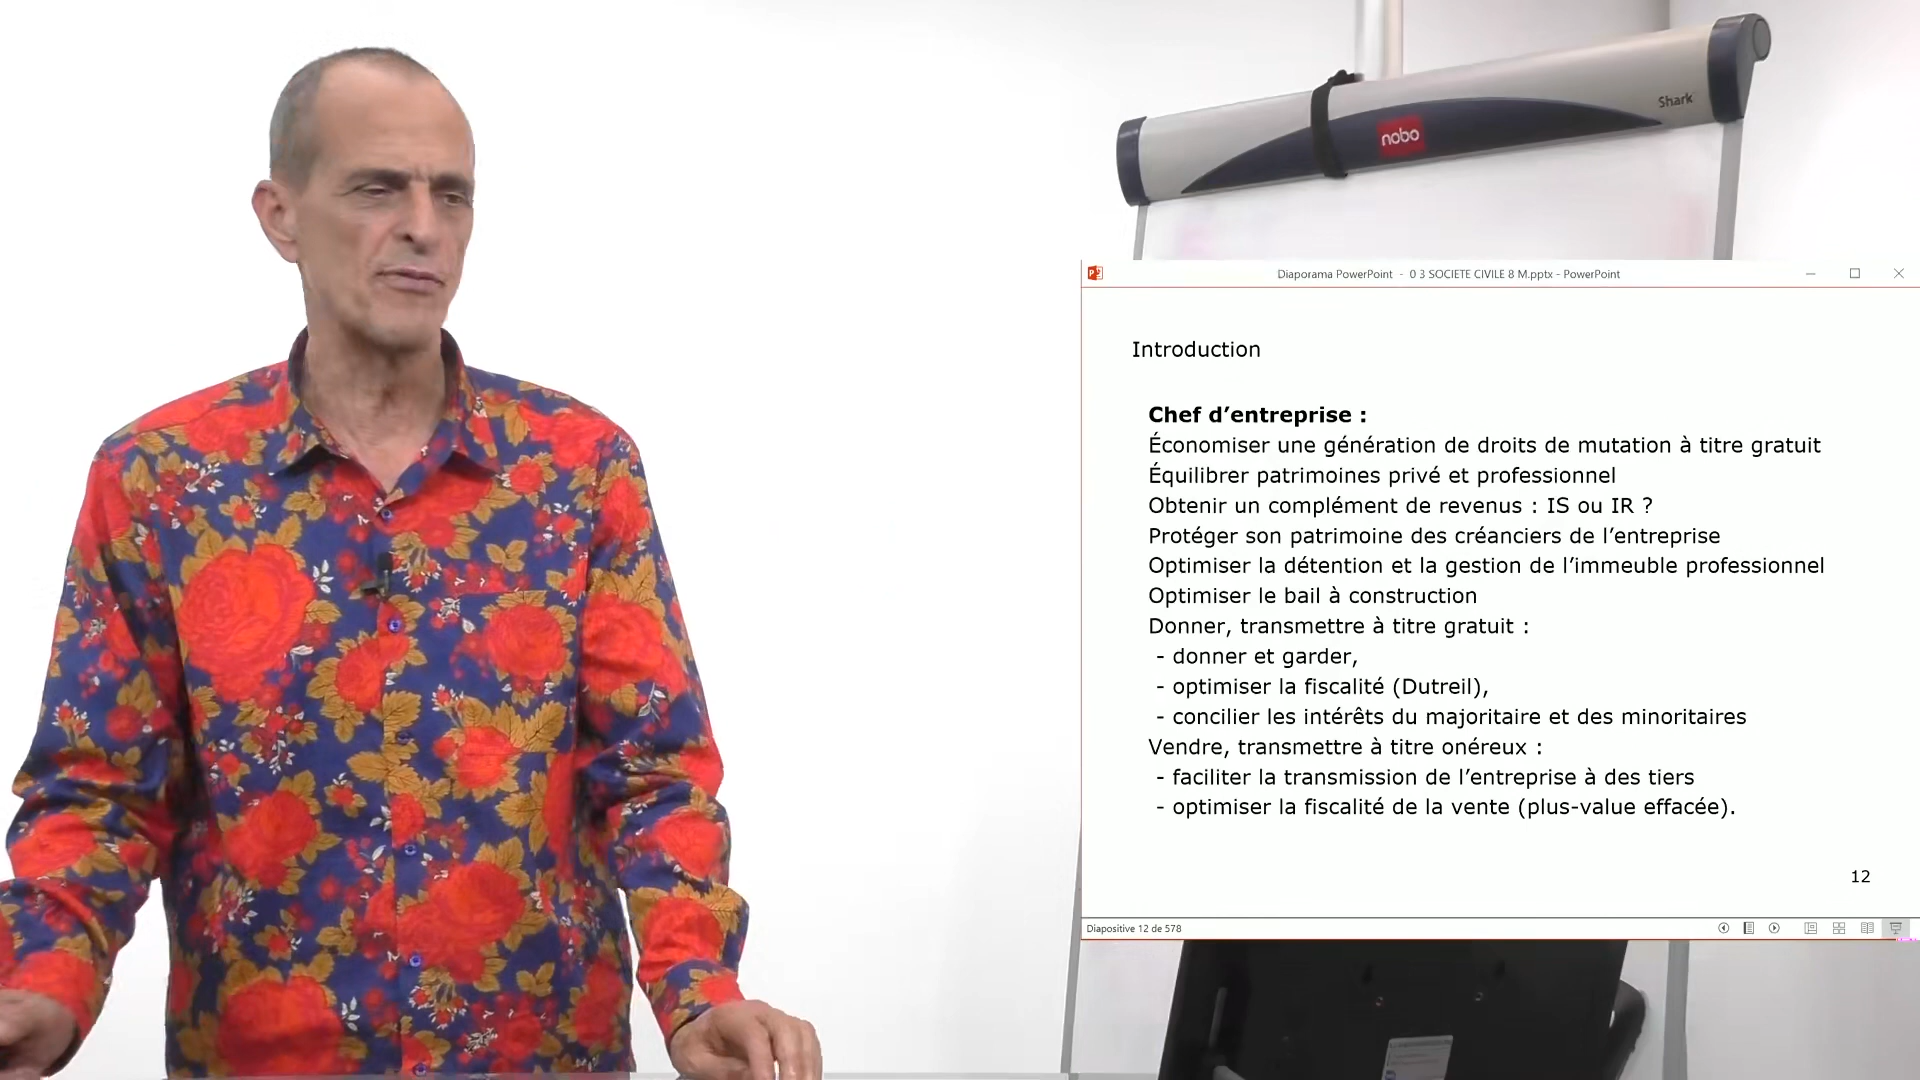 Shark
nobo
Diaporama PowerPoint - 0 3 SOCIETE CIVILE 8 M.pptx - PowerPoint
Introduction
Chef d’entreprise :
Économiser une génération de droits de mutation à titre gratuit
Équilibrer patrimoines privé et professionnel
Obtenir un complément de revenus : IS ou IR ?
Protéger son patrimoine des créanciers de l’entreprise
Optimiser la détention et la gestion de l’immeuble professionnel
Optimiser le bail à construction
Donner, transmettre à titre gratuit :
- donner et garder,
- optimiser la fiscalité (Dutreil),
- concilier les intérêts du majoritaire et des minoritaires
Vendre, transmettre à titre onéreux :
- faciliter la transmission de l’entreprise à des tiers
- optimiser la fiscalité de la vente (plus-value effacée).
12
Diapositive 12 de 578